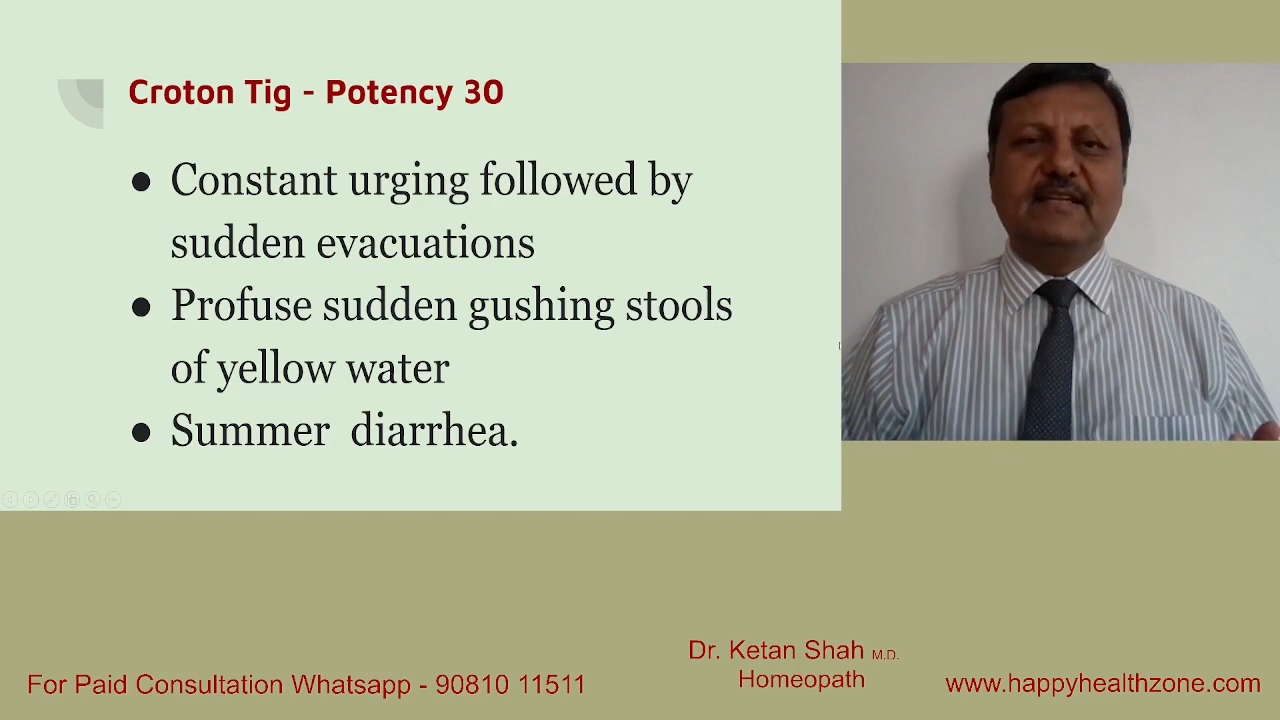 Croton Tig - Potency 30
● Constant urging followed by
sudden evacuations
● Profuse sudden gushing stools
of yellow water
● Summer diarrhea.
Dr. Ketan Shah M.D.
Homeopath
For Paid Consultation Whatsapp - 90810 11511
www.happyhealthzone.com